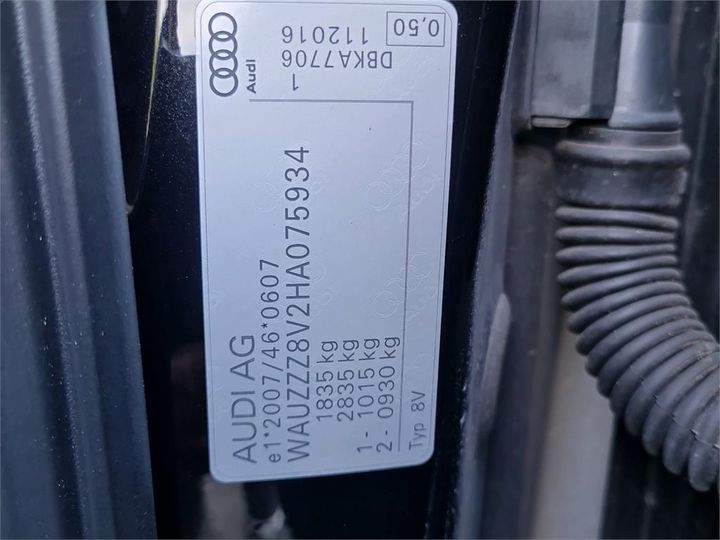 AUDI AG
e1*2007/46*0607
WAUZZZ8V2HA075934
1835 kg
2835 kg
1- 1015 kg
2- 0930 kg
Typ 8V
Audi
1
DBKA7706
112016
0,50
Audi